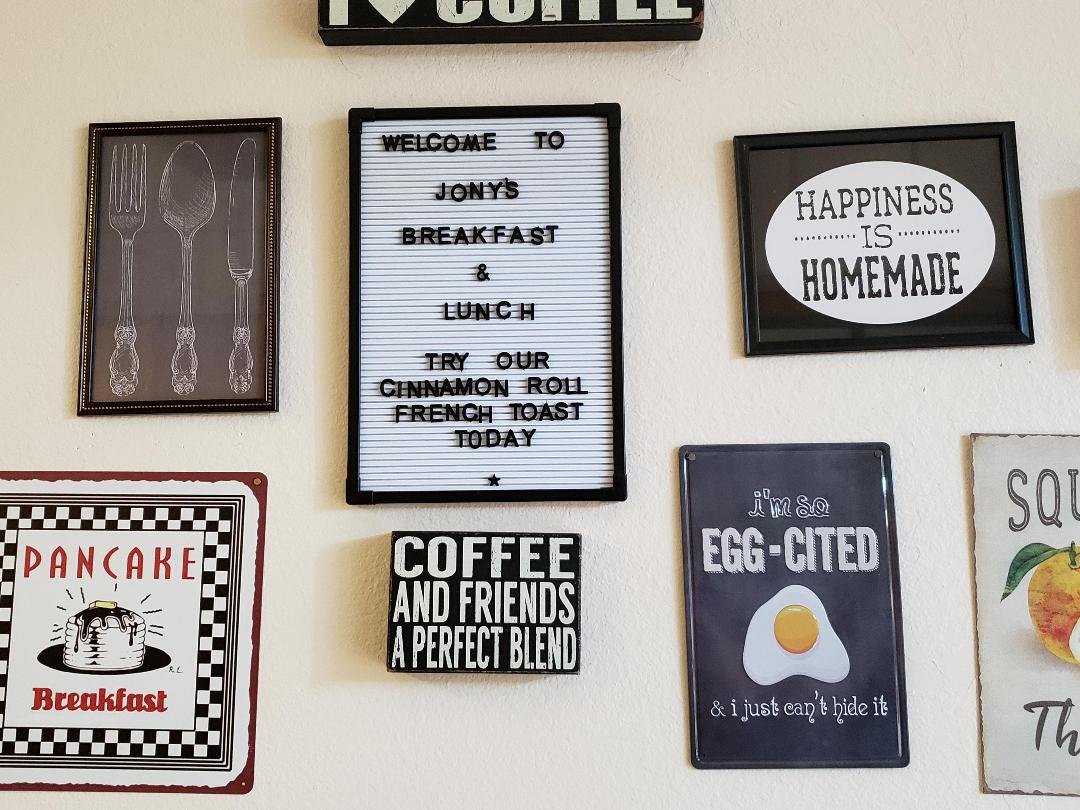 I ♥ COFFEE
WELCOME TO
JONY'S
BREAKFAST
&
LUNCH
TRY OUR
CINNAMON ROLL
FRENCH TOAST
TODAY
HAPPINESS
IS
HOMEMADE
PANCAKE
R.L.
Breakfast
COFFEE
AND FRIENDS
A PERFECT BLEND
i'm so
EGG-CITED
& i just can't hide it